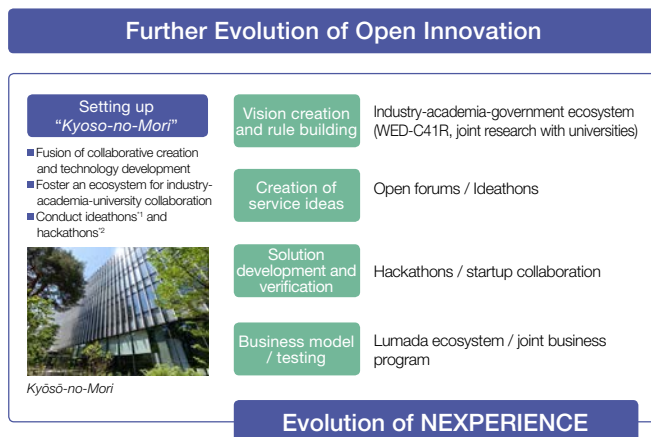 Further Evolution of Open Innovation
Setting up
“Kyoso-no-Mori”
■Fusion of collaborative creation
and technology development
■Foster an ecosystem for industry-
academia-university collaboration
■Conduct ideathons*1 and
hackathons*2
Kyōsō-no-Mori
Vision creation
and rule building
Industry-academia-government ecosystem
(WED-C41R, joint research with universities)
Creation of
service ideas
Open forums / Ideathons
Solution
development and
verification
Hackathons / startup collaboration
Business model
/ testing
Lumada ecosystem / joint business
program
Evolution of NEXPERIENCE